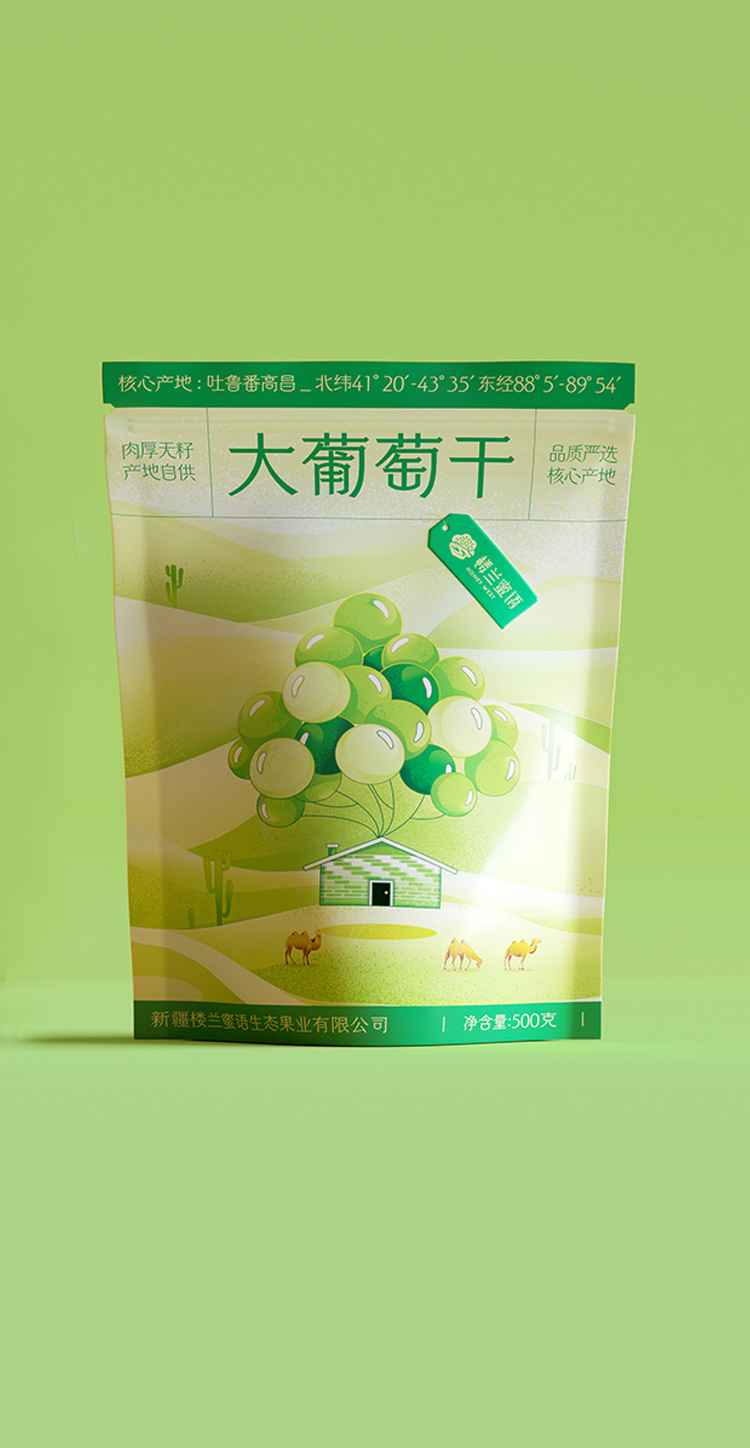 核心产地：吐鲁番高昌_北纬41°20′-43°35′东经88°5′-89°54′
肉厚天籽
产地自供
大葡萄干
品质严选
核心产地
楼兰蜜语
HONEY WEST
新疆楼兰蜜语生态果业有限公司
净含量:500克